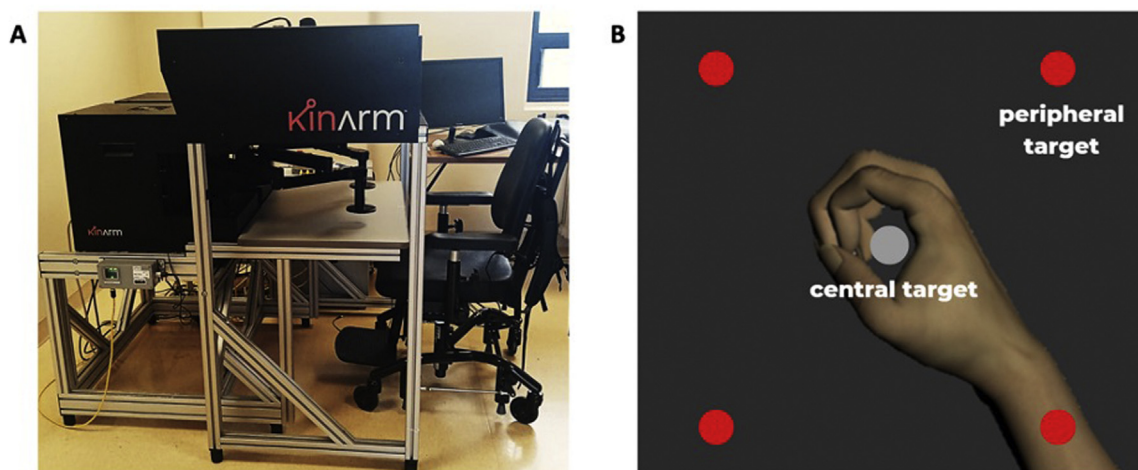 A
KINARM
KINARM
B
peripheral
target
central target